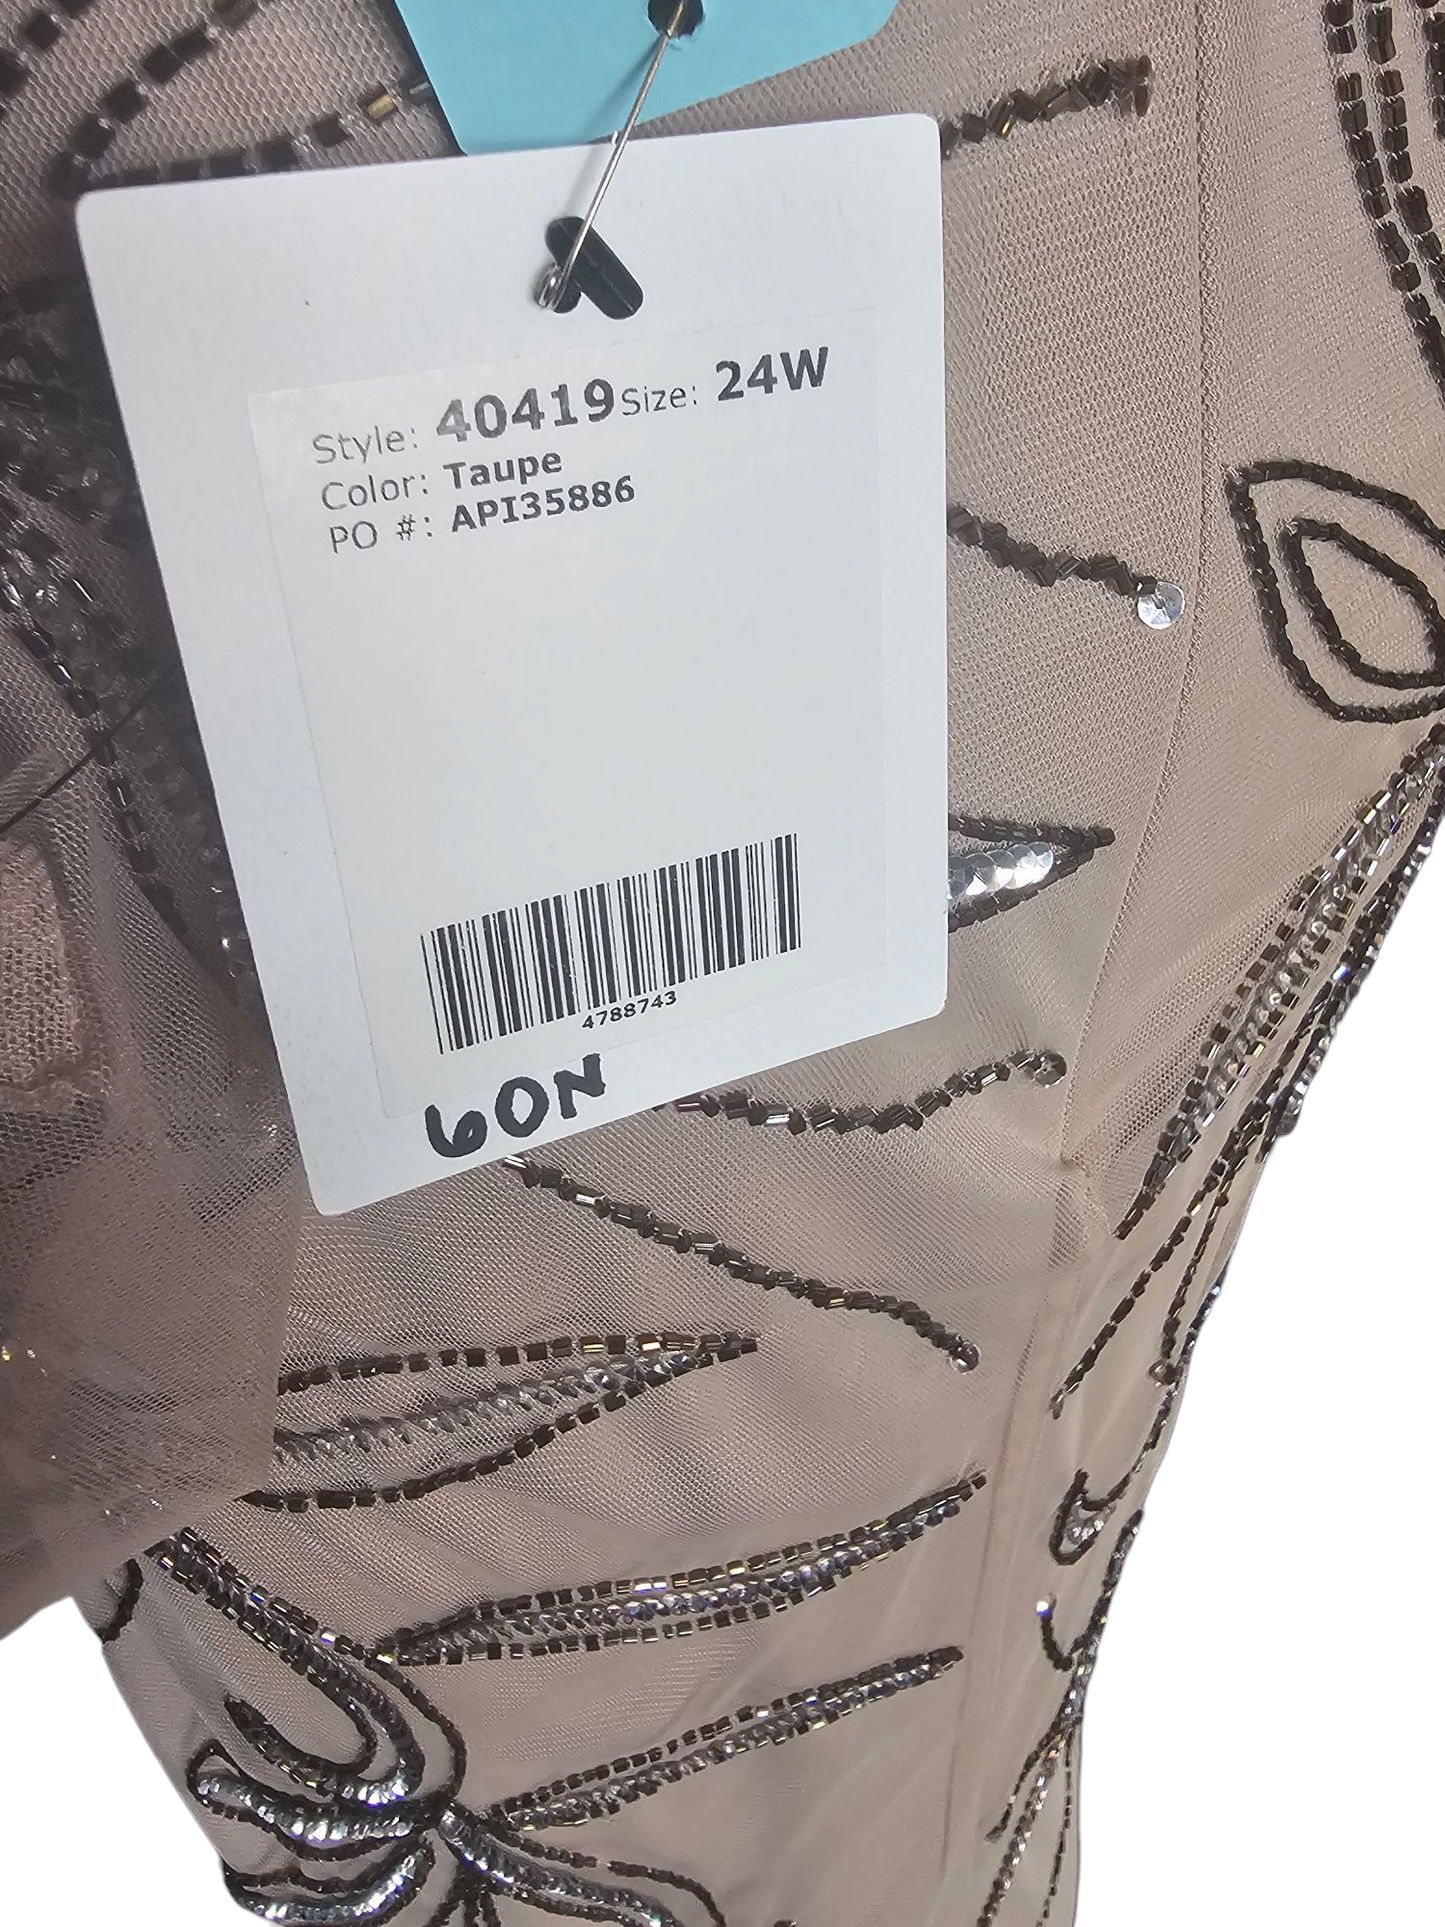 Style: 40419 Size: 24W
Color: Taupe
PO #: API35886
4788743
60N